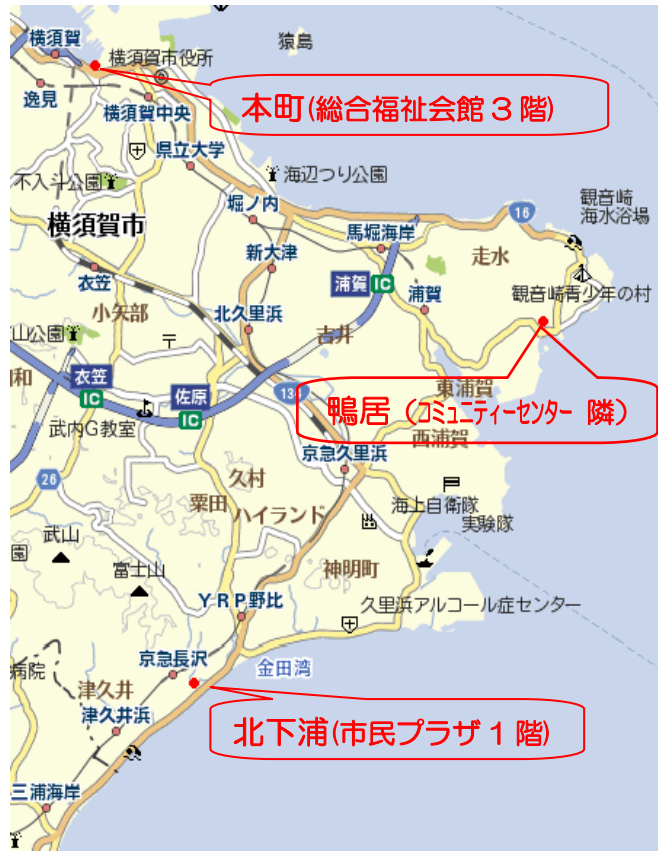 横須賀
横須賀市役所
猿島
逸見
横須賀中央
本町(総合福祉会館3階)
県立大学
不入斗公園
海辺つり公園
堀ノ内
横須賀市
新大津
馬堀海岸
16
観音崎
海水浴場
走水
衣笠
浦賀
IC
浦賀
観音崎青少年の村
小矢部
北久里浜
山公園
〒
吉井
衣笠
IC
佐原
IC
134
東浦賀
鴨居(コミュニティーセンター 隣)
西浦賀
武内G教室
京急久里浜
26
久村
粟田
ハイランド
海上自衛隊
実験隊
武山
園
富士山
神明町
YRP野比
久里浜アルコール症センター
京急長沢
金田湾
病院
津久井
津久井浜
北下浦(市民プラザ1階)
三浦海岸